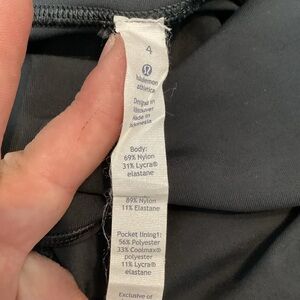 4
lululemon
athletica
Designed in
Vancouver
Made in
Body:
69% Nylon
31% Lycra®
elastane
89% Nylon
11% Elastane
Pocket lining1:
56% Polyester
33% Coolmax®
polyester
11% Lycra®
elastane
Exclusive of